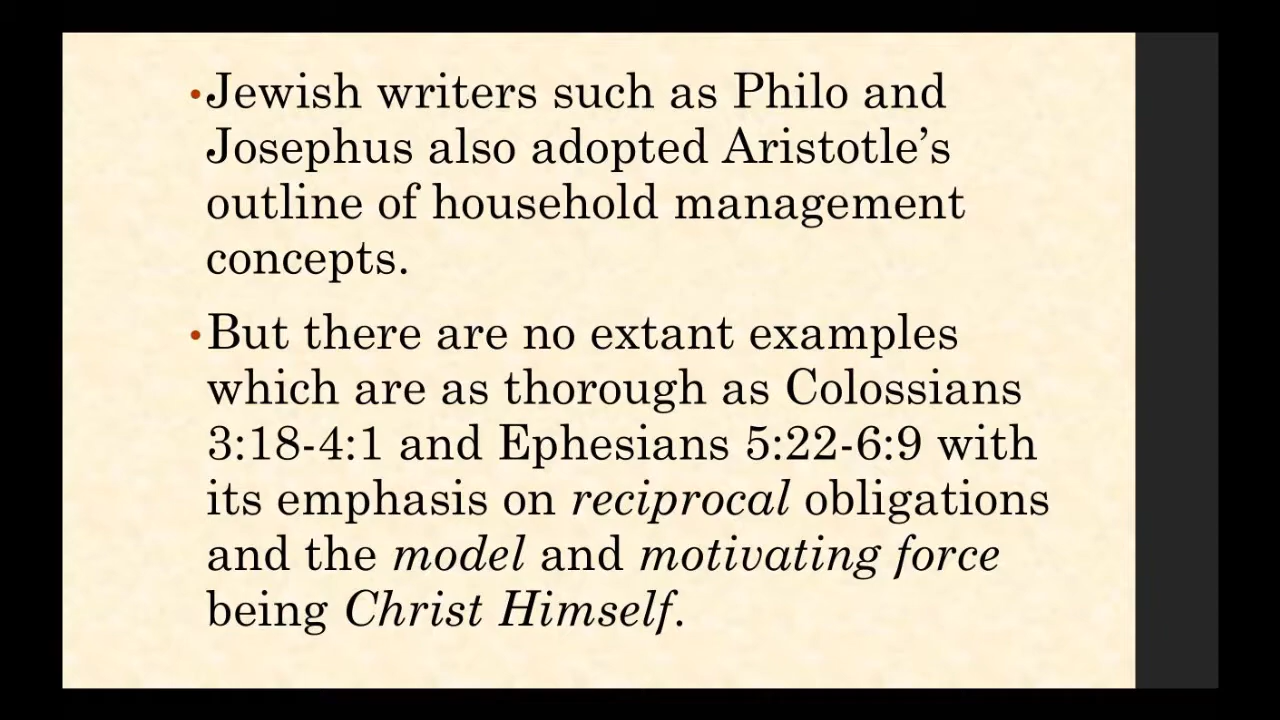 •Jewish writers such as Philo and
Josephus also adopted Aristotle’s
outline of household management
concepts.
•But there are no extant examples
which are as thorough as Colossians
3:18-4:1 and Ephesians 5:22-6:9 with
its emphasis on reciprocal obligations
and the model and motivating force
being Christ Himself.